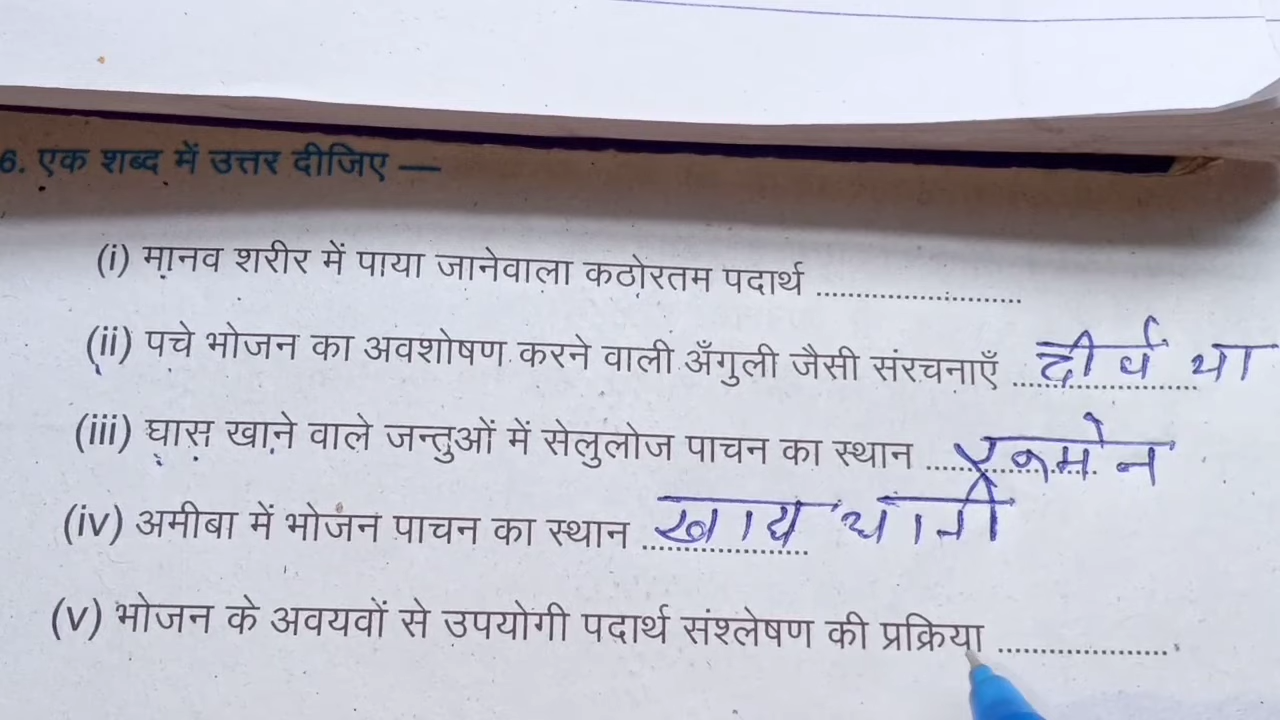 6. एक शब्द में उत्तर दीजिए —
(i) मानव शरीर में पाया जानेवाला कठोरतम पदार्थ ........................
(ii) पचे भोजन का अवशोषण करने वाली अँगुली जैसी संरचनाएँ ..................... दीर्घ था
(iii) घास खाने वाले जन्तुओं में सेलुलोज पाचन का स्थान ..................... रूमेन
(iv) अमीबा में भोजन पाचन का स्थान ................... खाद्य धानी
(v) भोजन के अवयवों से उपयोगी पदार्थ संश्लेषण की प्रक्रिया ....................